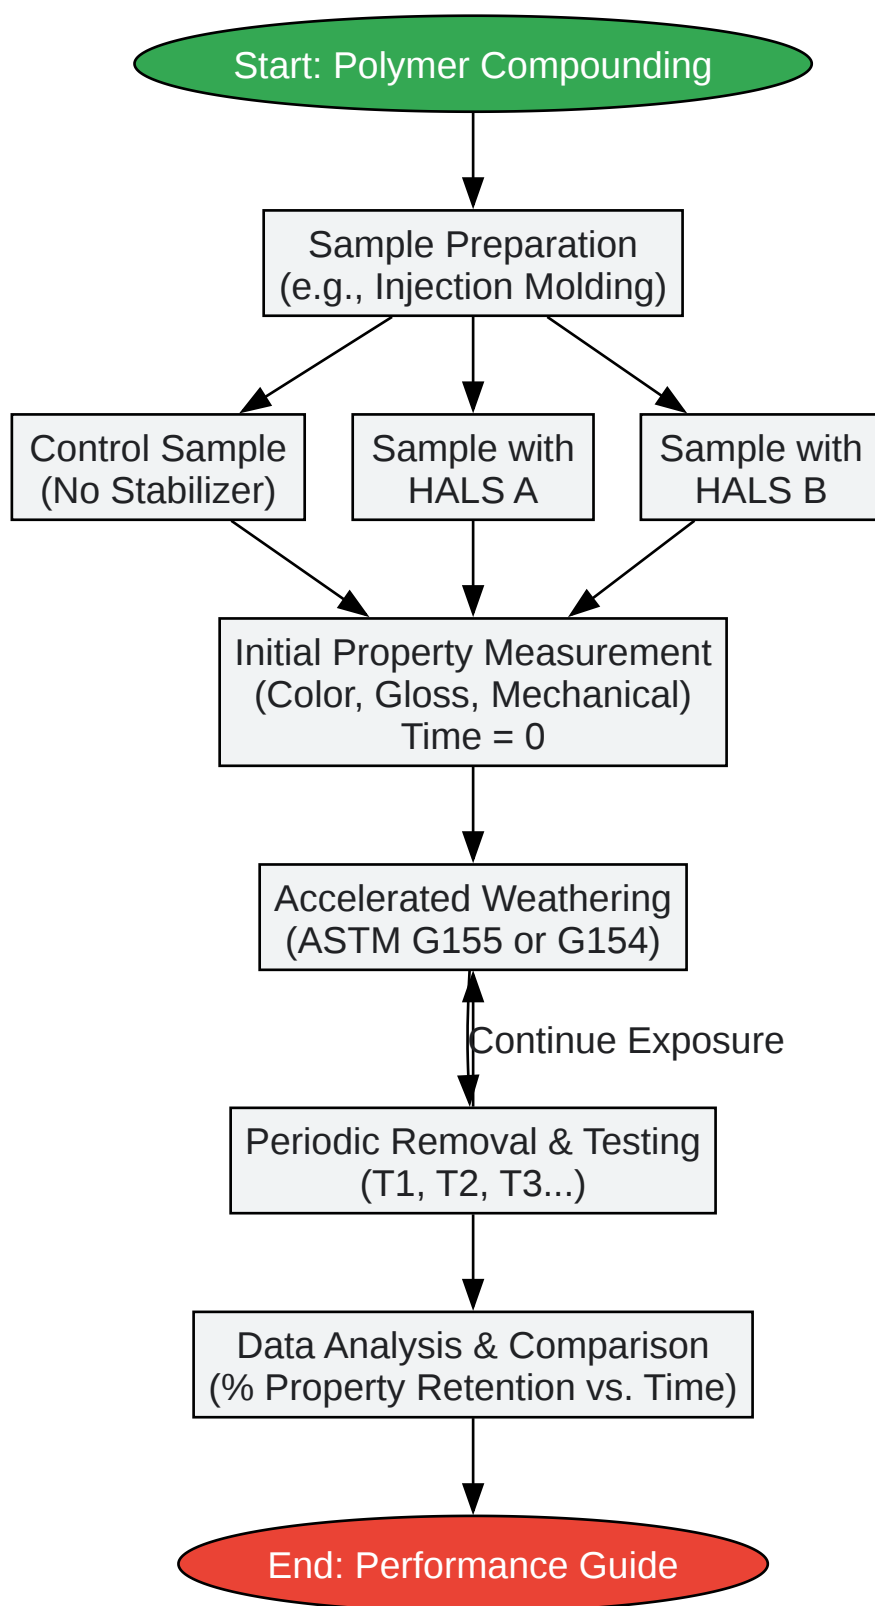 Start: Polymer Compounding
Sample Preparation
(e.g., Injection Molding)
Control Sample
(No Stabilizer)
Sample with
HALS A
Sample with
HALS B
Initial Property Measurement
(Color, Gloss, Mechanical)
Time = 0
Accelerated Weathering
(ASTM G155 or G154)
Continue Exposure
Periodic Removal & Testing
(T1, T2, T3...)
Data Analysis & Comparison
(% Property Retention vs. Time)
End: Performance Guide